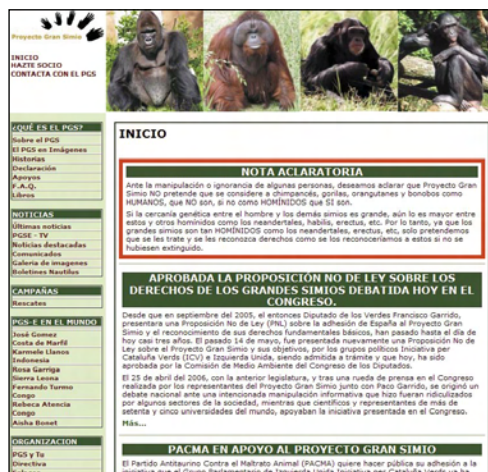 Proyecto Gran Simio
INICIO
HAZTE SOCIO
CONTACTA CON EL PGS
¿QUÉ ES EL PGS?
Sobre el PGS
El PGS en Imágenes
Historias
Declaración
Apoyos
F.A.Q.
Libros
NOTICIAS
Últimas noticias
PGSE - TV
Noticias destacadas
Comunicados
Galería de imagenes
Boletines Nautilus
CAMPAÑAS
Rescates
PGS-E EN EL MUNDO
José Gomez
Costa de Marfil
Karmele Llanos
Indonesia
Rosa Garriga
Sierra Leona
Fernando Turmo
Congo
Rebeca Atencia
Congo
Aisha Bonet
ORGANIZACION
PGS y Tu
Directiva
INICIO
NOTA ACLARATORIA
Ante la manipulación o ignorancia de algunas personas, deseamos aclarar que Proyecto Gran
Simio NO pretende que se considere a chimpancés, gorilas, orangutanes y bonobos como
HUMANOS, que NO son, si no como HOMÍNIDOS que SI son.
Si la cercanía genética entre el hombre y los demás simios es grande, aún lo es mayor entre
estos y otros homínidos como los neandertales, habilis, erectus, etc. Por lo tanto, ya que los
grandes simios son tan HOMÍNIDOS como los neandertales, erectus, etc, solo pretendemos
que se les trate y se les reconozca derechos como se los reconoceríamos a estos si no se
hubiesen extinguido.
APROBADA LA PROPOSICIÓN NO DE LEY SOBRE LOS
DERECHOS DE LOS GRANDES SIMIOS DEBATIDA HOY EN EL
CONGRESO.
Desde que en septiembre del 2005, el entonces Diputado de los Verdes Francisco Garrido,
presentara una Proposición No de Ley (PNL) sobre la adhesión de España al Proyecto Gran
Simio y el reconocimiento de sus derechos fundamentales básicos, han pasado hasta el día de
hoy casi tres años. El pasado 14 de mayo, fue presentada nuevamente una Proposición No de
Ley sobre el Proyecto Gran Simio y sus objetivos, por los grupos políticos Iniciativa per
Cataluña Verds (ICV) e Izquierda Unida, siendo admitida a trámite y que hoy, ha sido
aprobada por la Comisión de Medio Ambiente del Congreso de los Diputados.
El 25 de abril del 2006, con la anterior legislatura, y tras una rueda de prensa en el Congreso
realizada por los representantes del Proyecto Gran Simio junto con Paco Garrido, se originó un
debate nacional ante una intencionada manipulación informativa que hizo fueran ridiculizados
por algunos sectores de la sociedad, mientras que científicos y representantes de más de
setenta y cinco universidades del mundo, apoyaban la iniciativa presentada en el Congreso.
Más...
PACMA EN APOYO AL PROYECTO GRAN SIMIO
El Partido Antitaurino Contra el Maltrato Animal (PACMA) quiere hacer pública su adhesión a la
iniciativa que el Grupo Parlamentario de Izquierda Unida Iniciativa per Cataluña Verds ya ha